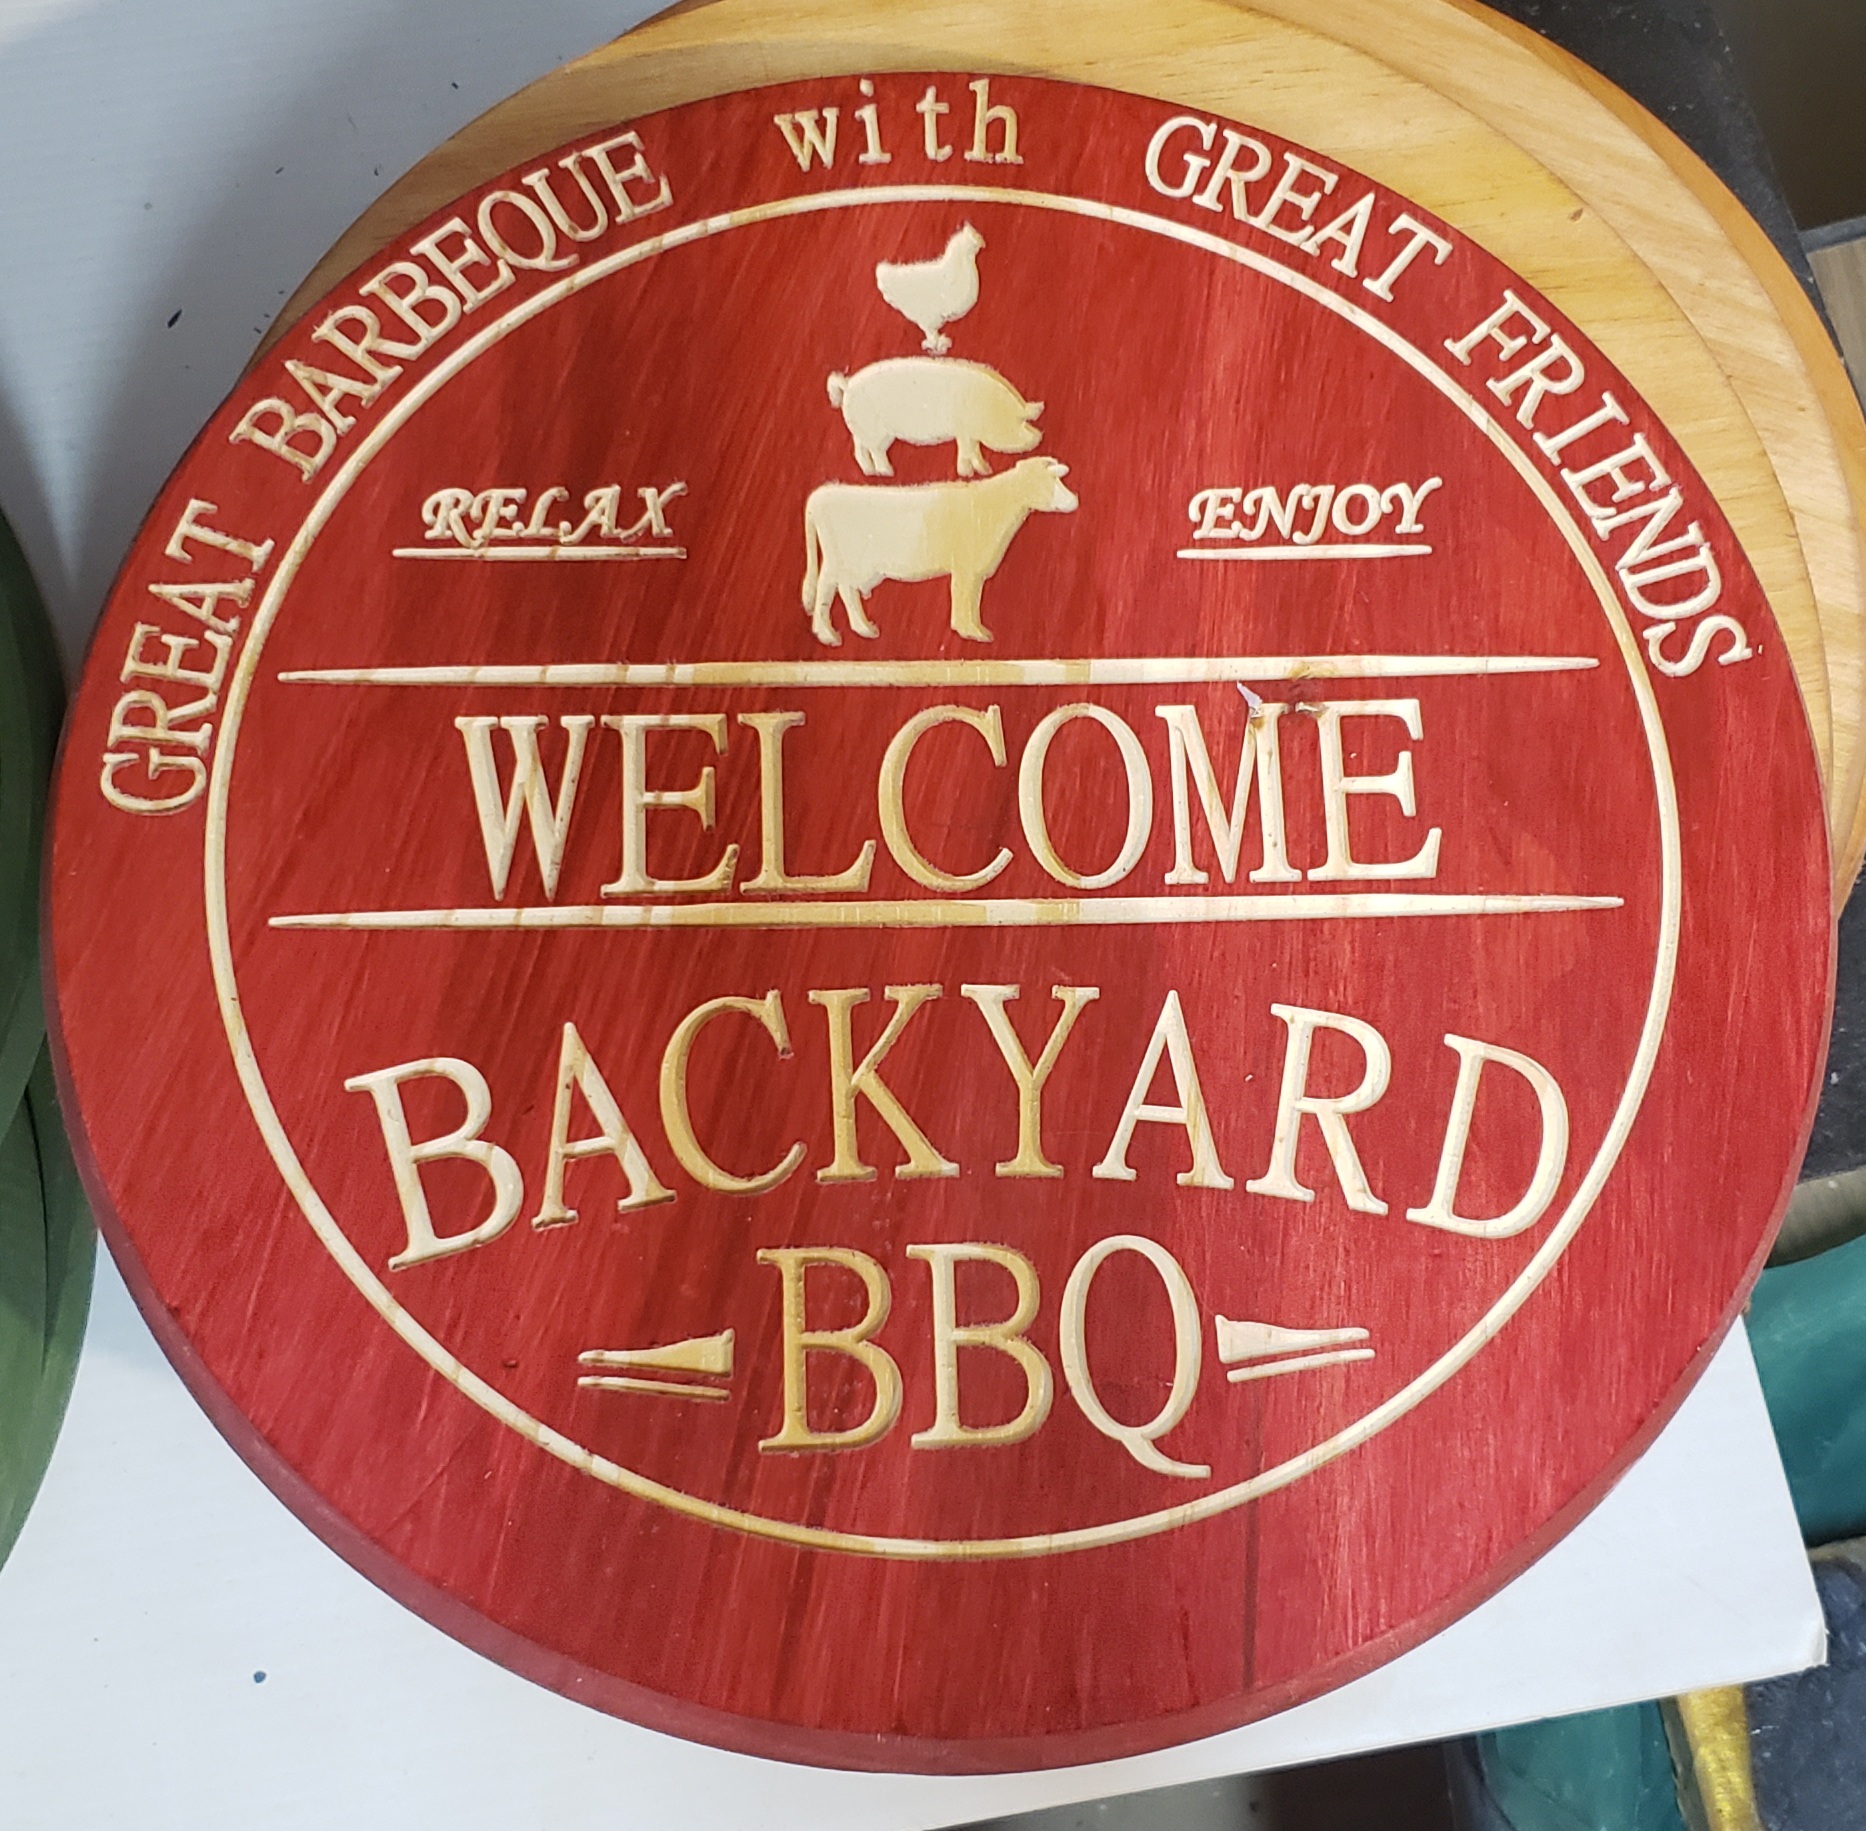 GREAT BARBEQUE with GREAT FRIENDS
RELAX ENJOY
WELCOME
BACKYARD
BBQ